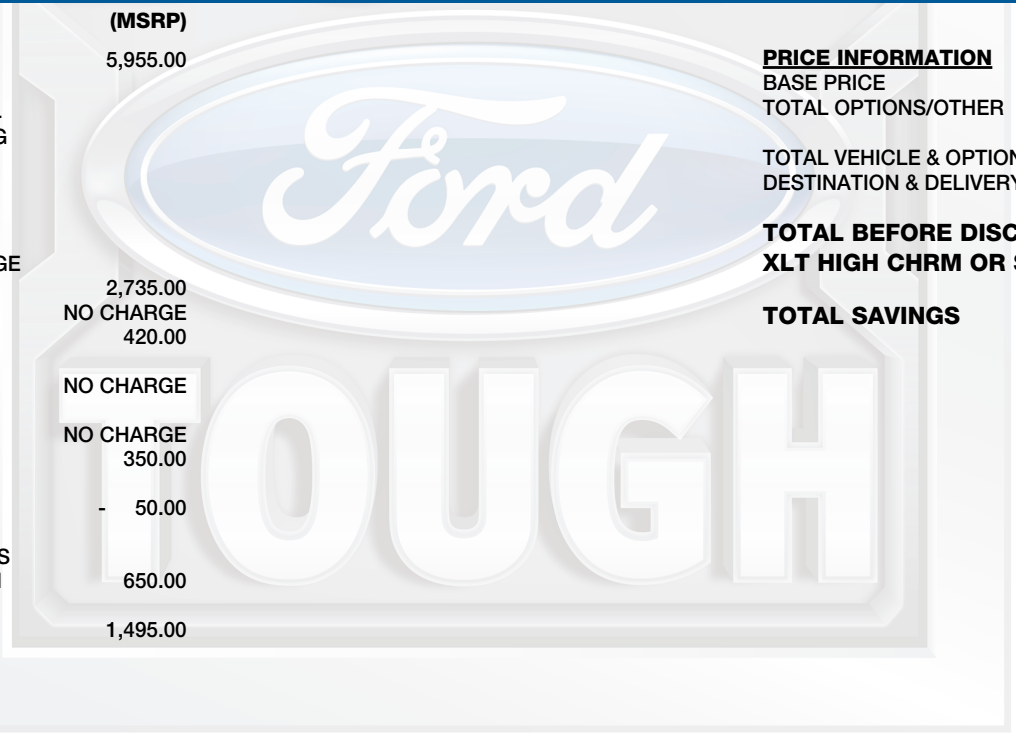 (MSRP)
5,955.00
G
GE
2,735.00
NO CHARGE
420.00
NO CHARGE
NO CHARGE
350.00
- 50.00
S
650.00
1,495.00
PRICE INFORMATION
BASE PRICE
TOTAL OPTIONS/OTHER
TOTAL VEHICLE & OPTION
DESTINATION & DELIVERY
TOTAL BEFORE DISC
XLT HIGH CHRM OR S
TOTAL SAVINGS
Ford
TOUGH